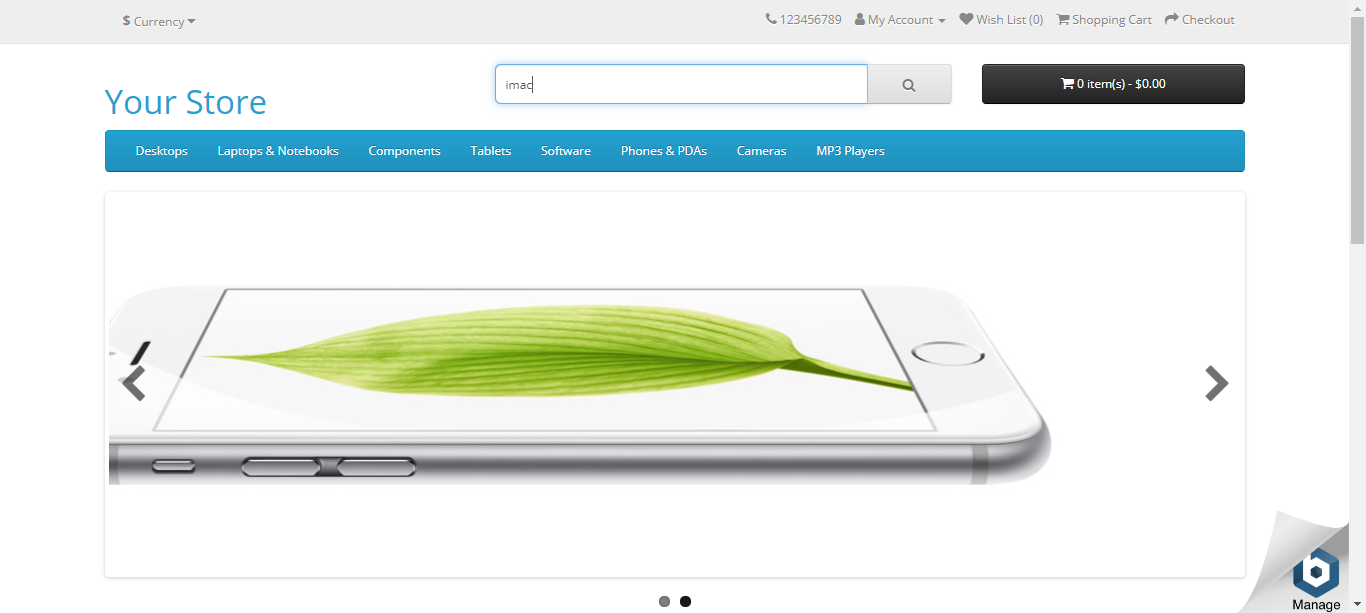 $ Currency
123456789 My Account Wish List (0) Shopping Cart Checkout
Your Store
imac
0 item(s) - $0.00
Desktops Laptops & Notebooks Components Tablets Software Phones & PDAs Cameras MP3 Players
Manage